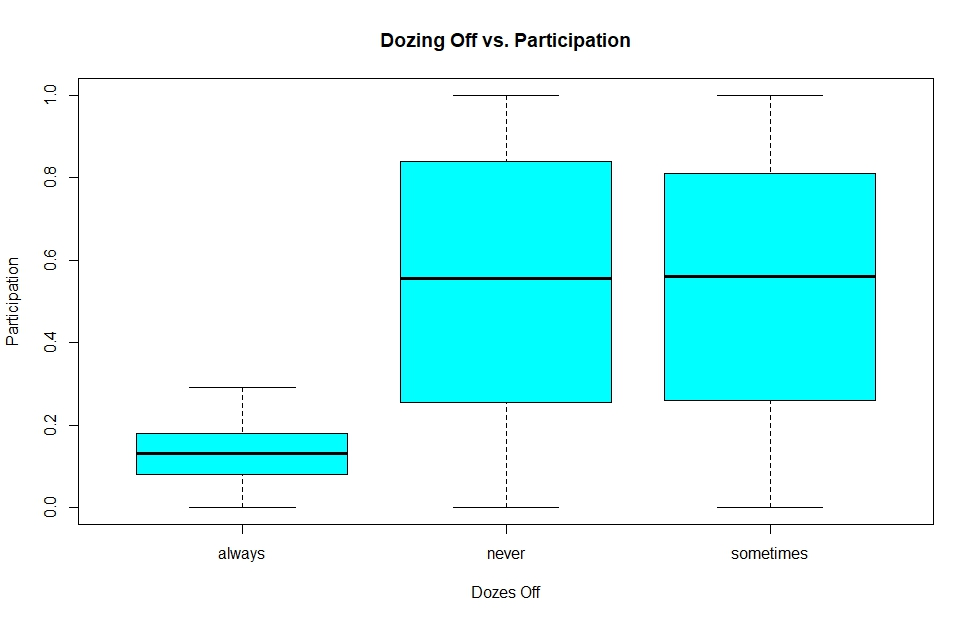 Dozing Off vs. Participation
Participation
1.0
0.8
0.6
0.4
0.2
0.0
always never sometimes
Dozes Off